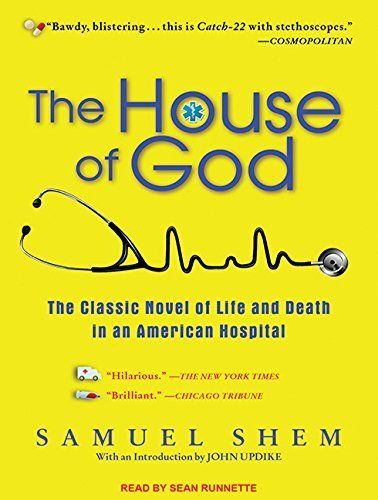 “Bawdy, blistering... this is Catch-22 with stethoscopes.”
—COSMOPOLITAN
The House
of God
The Classic Novel of Life and Death
in an American Hospital
“Hilarious.” —THE NEW YORK TIMES
“Brilliant.” —CHICAGO TRIBUNE
SAMUEL SHEM
With an Introduction by JOHN UPDIKE
READ BY SEAN RUNNETTE